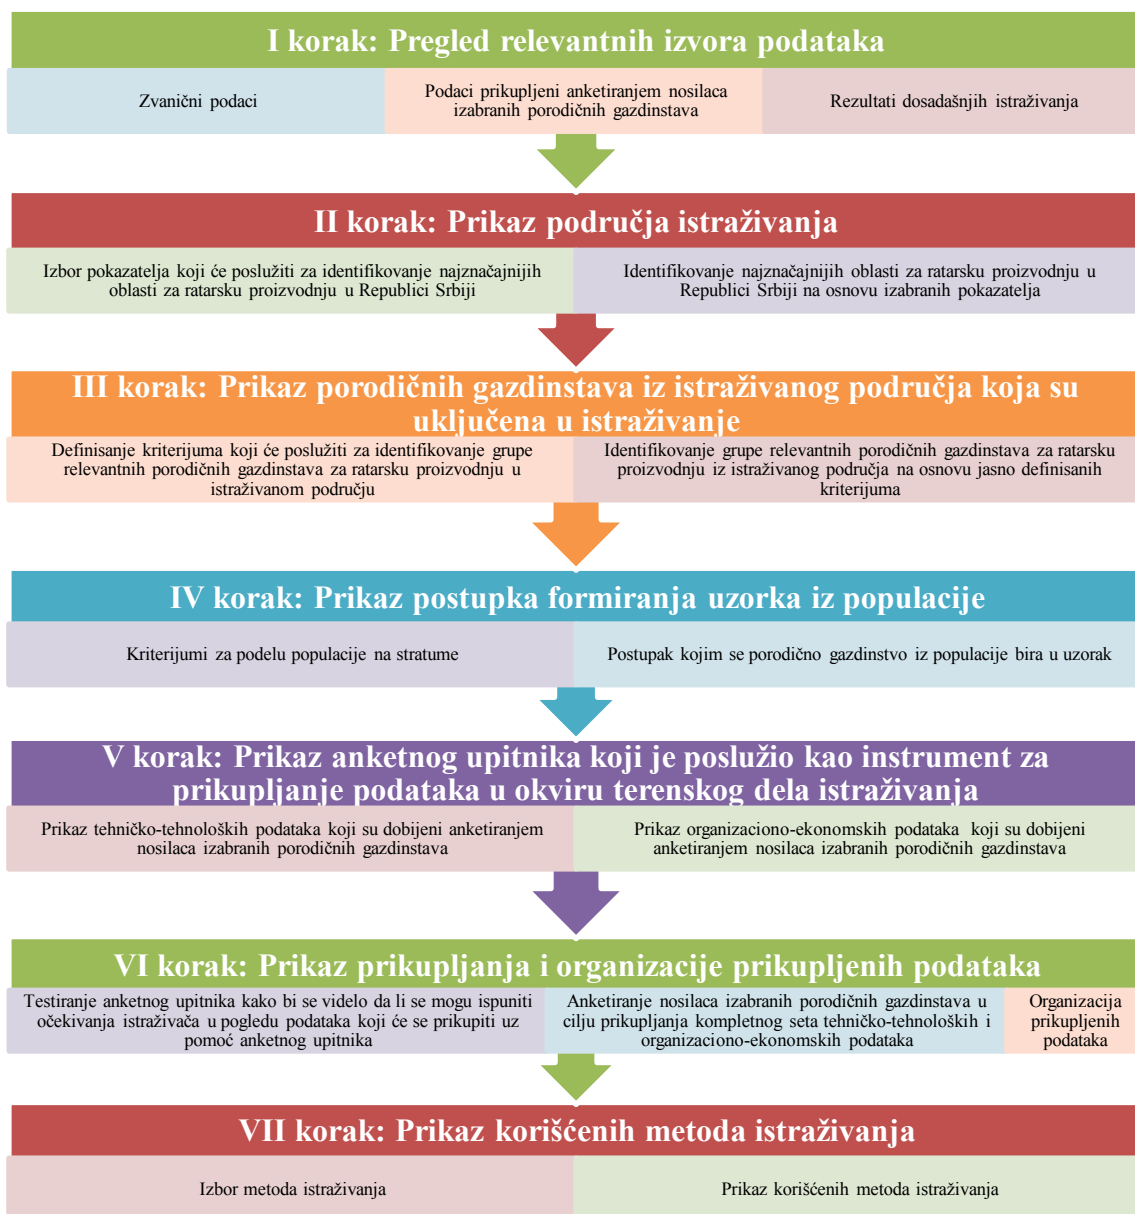 I korak: Pregled relevantnih izvora podataka
Zvanični podaci
Podaci prikupljeni anketiranjem nosilaca
izabranih porodičnih gazdinstava
Rezultati dosadašnjih istraživanja
II korak: Prikaz područja istraživanja
Izbor pokazatelja koji će poslužiti za identifikovanje najznačajnijih
oblasti za ratarsku proizvodnju u Republici Srbiji
Identifikovanje najznačajnijih oblasti za ratarsku proizvodnju u
Republici Srbiji na osnovu izabranih pokazatelja
III korak: Prikaz porodičnih gazdinstava iz istraživanog područja koja su
uključena u istraživanje
Definisanje kriterijuma koji će poslužiti za identifikovanje grupe
relevantnih porodičnih gazdinstava za ratarsku proizvodnju u
istraživanom području
Identifikovanje grupe relevantnih porodičnih gazdinstava za ratarsku
proizvodnju iz istraživanog područja na osnovu jasno definisanih
kriterijuma
IV korak: Prikaz postupka formiranja uzorka iz populacije
Kriterijumi za podelu populacije na stratume
Postupak kojim se porodično gazdinstvo iz populacije bira u uzorak
V korak: Prikaz anketnog upitnika koji je poslužio kao instrument za
prikupljanje podataka u okviru terenskog dela istraživanja
Prikaz tehničko-tehnoloških podataka koji su dobijeni anketiranjem
nosilaca izabranih porodičnih gazdinstava
Prikaz organizaciono-ekonomskih podataka koji su dobijeni
anketiranjem nosilaca izabranih porodičnih gazdinstava
VI korak: Prikaz prikupljanja i organizacije prikupljenih podataka
Testiranje anketnog upitnika kako bi se videlo da li se mogu ispuniti
očekivanja istraživača u pogledu podataka koji će se prikupiti uz
pomoć anketnog upitnika
Anketiranje nosilaca izabranih porodičnih gazdinstava u
cilju prikupljanja kompletnog seta tehničko-tehnoloških i
organizaciono-ekonomskih podataka
Organizacija
prikupljenih
podataka
VII korak: Prikaz korišćenih metoda istraživanja
Izbor metoda istraživanja
Prikaz korišćenih metoda istraživanja